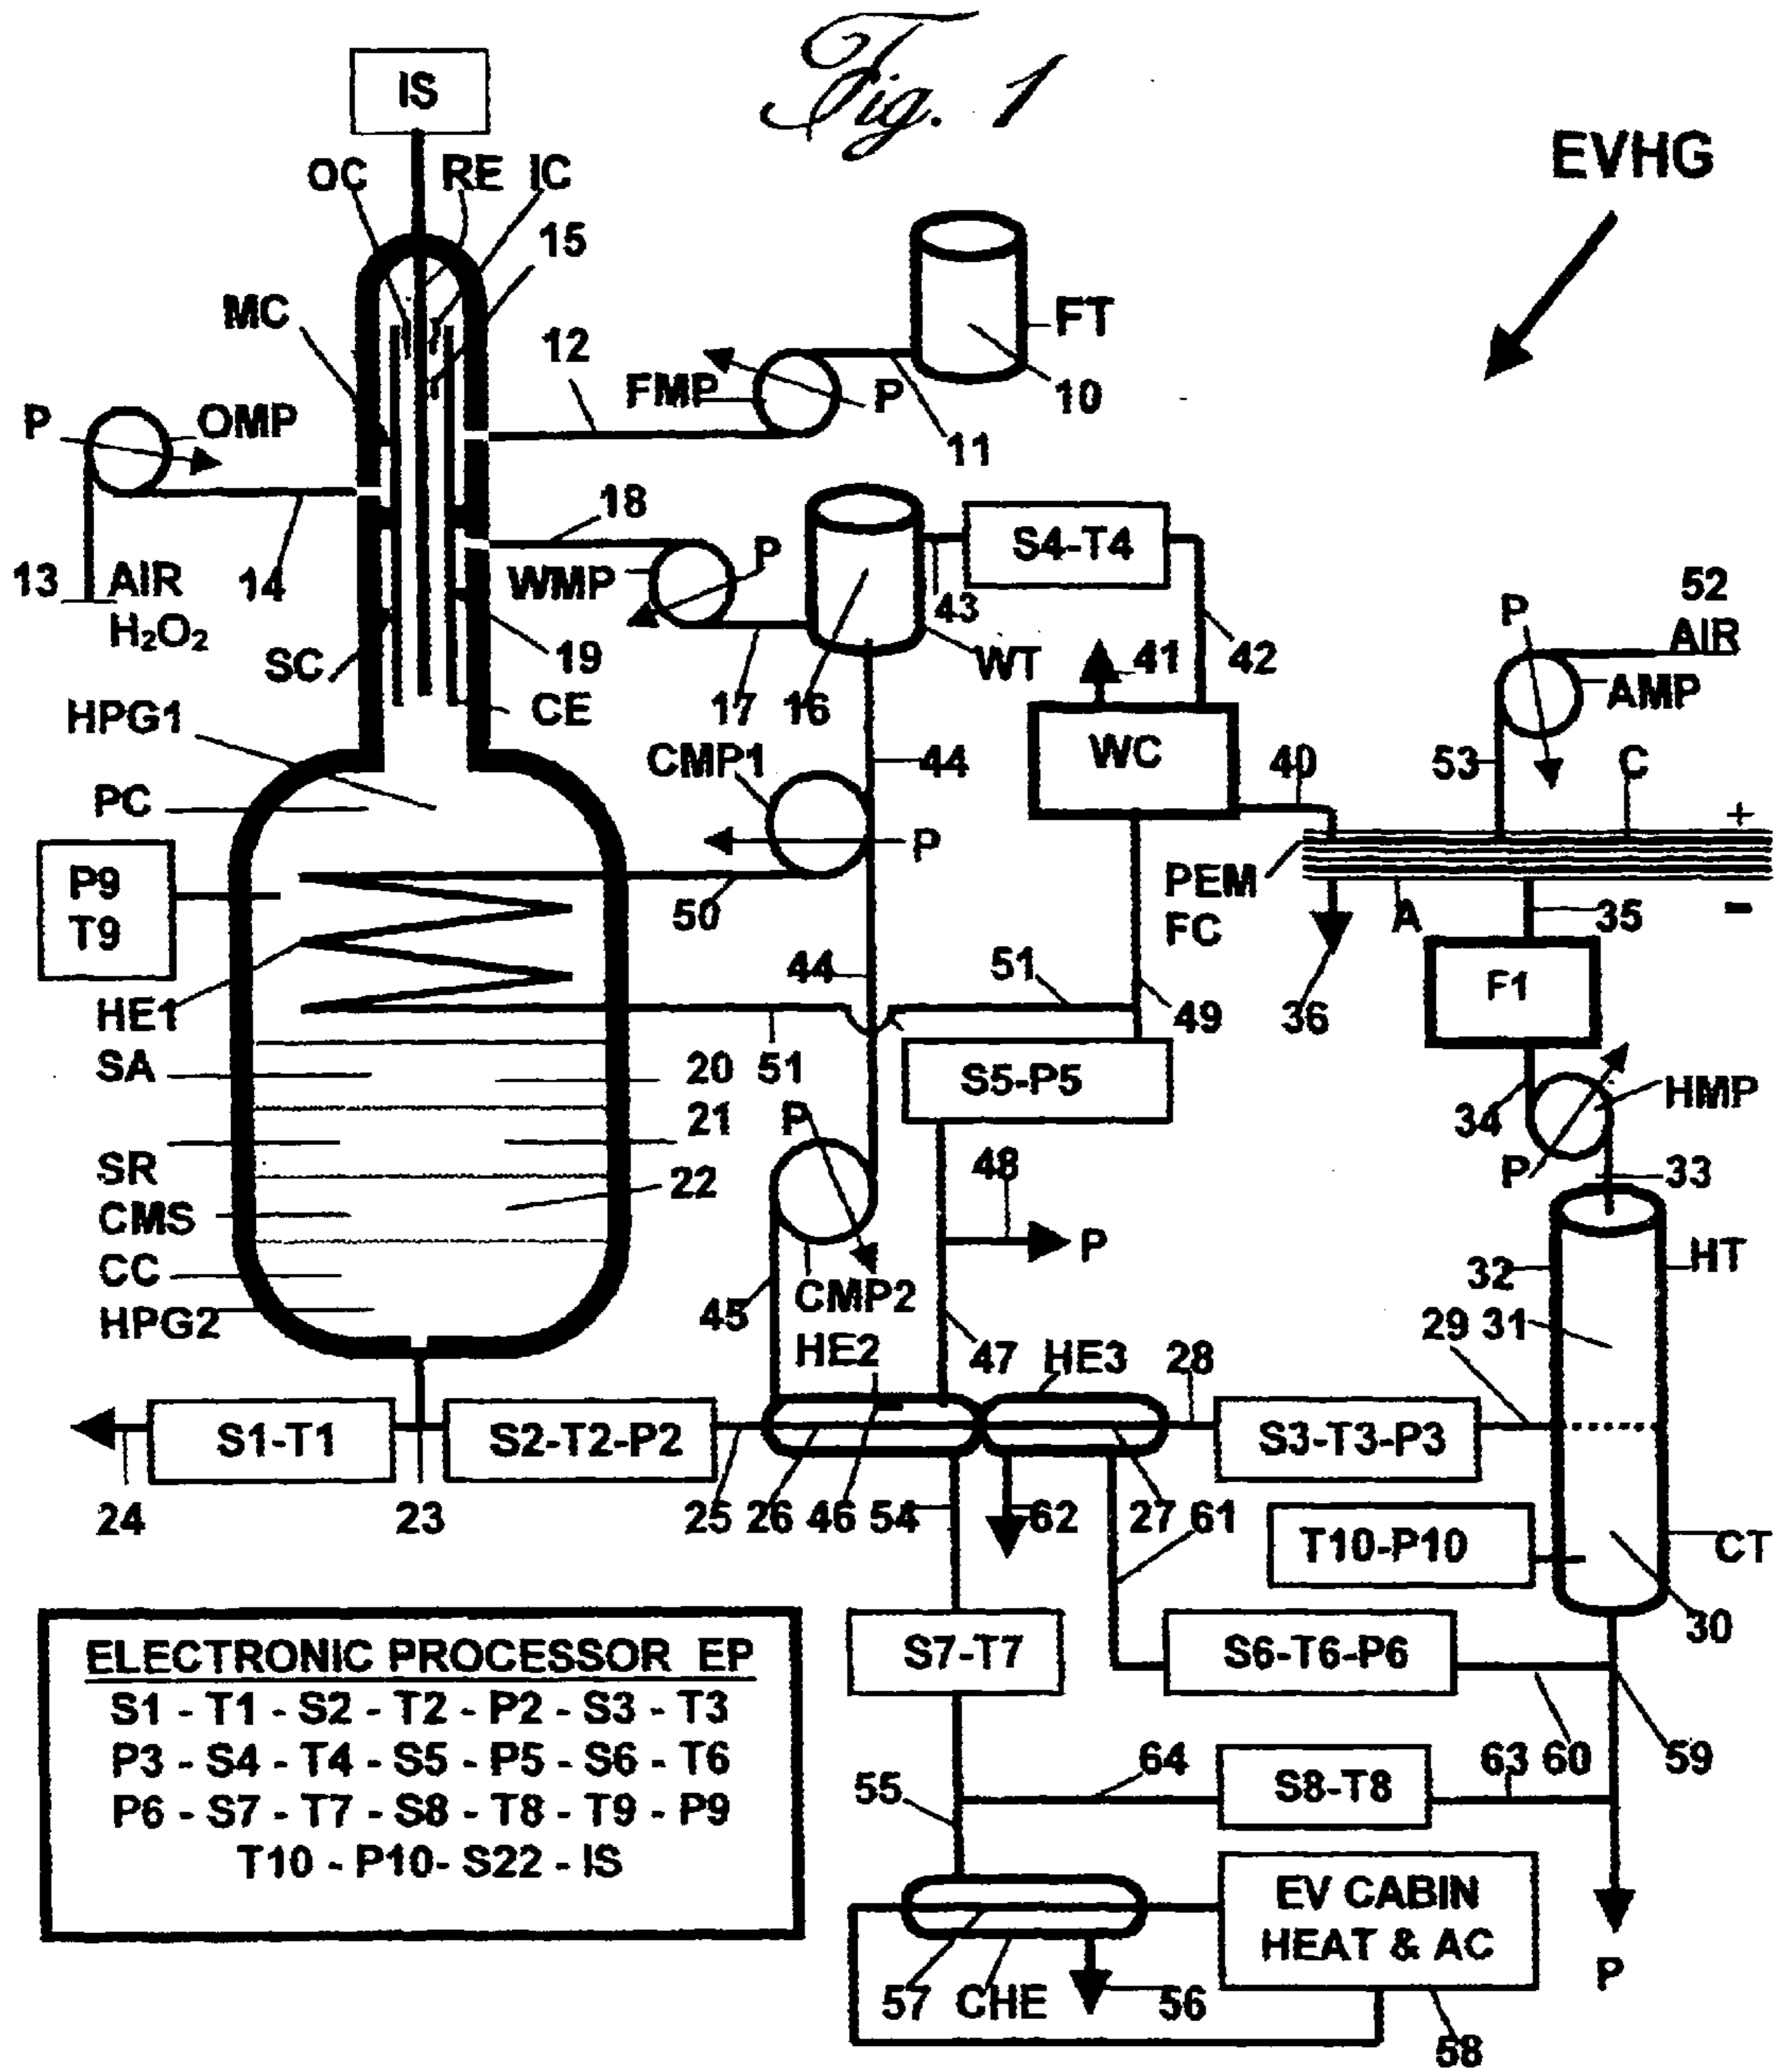 Fig. 1
IS
EVHG
OC RE IC
15
MC
12
FT
FMP P
10
P OMP
11
18
S4-T4
13 AIR 14
H₂O₂
WMP P
43
52
P AIR
SC
19
WT
41 42
AMP
17 16
CE
HPG1
CMP1
44
WC
40
53 C
PC
P
+
P9
T9
50
PEM
FC
A
35
-
44
51
F1
HE1
49
36
SA
20 51
S5-P5
HMP
21
P
34
SR
22
48
P
33
CMS
P
CC
32 HT
HPG2
45
CMP2
29 31
HE2
47 HE3 28
S1-T1
S2-T2-P2
S3-T3-P3
24
23
25 26 46 54
62
27 61
T10-P10
CT
30
ELECTRONIC PROCESSOR EP
S1 - T1 - S2 - T2 - P2 - S3 - T3
P3 - S4 - T4 - S5 - P5 - S6 - T6
P6 - S7 - T7 - S8 - T8 - T9 - P9
T10 - P10- S22 - IS
S7-T7
S6-T6-P6
64
63 60
59
55
S8-T8
EV CABIN
HEAT & AC
57 CHE
56
P
58